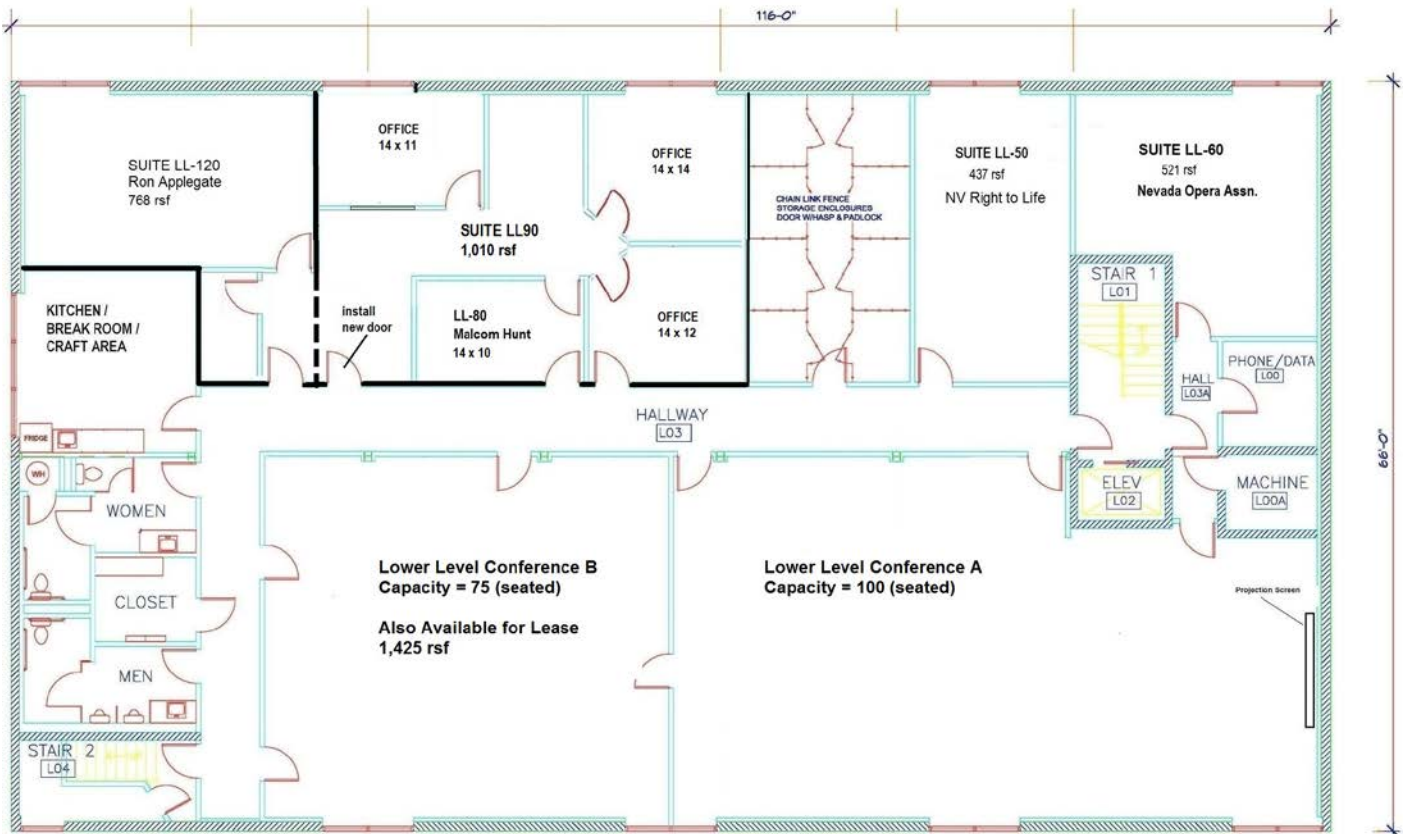 116-0"
SUITE LL-120
Ron Applegate
768 rsf
OFFICE
14 x 11
OFFICE
14 x 14
SUITE LL90
1,010 rsf
CHAIN LINK FENCE
STORAGE ENCLOSURES
DOOR W/HASP & PADLOCK
SUITE LL-50
437 rsf
NV Right to Life
SUITE LL-60
521 rsf
Nevada Opera Assn.
KITCHEN /
BREAK ROOM /
CRAFT AREA
install
new door
LL-80
Malcom Hunt
14 x 10
OFFICE
14 x 12
STAIR 1
L01
HALL
L03A
PHONE/DATA
L00
HALLWAY
L03
FRIDGE
WH
WOMEN
ELEV
L02
MACHINE
L00A
66'-0"
CLOSET
Lower Level Conference B
Capacity = 75 (seated)
Also Available for Lease
1,425 rsf
Lower Level Conference A
Capacity = 100 (seated)
Projection Screen
MEN
STAIR 2
L04